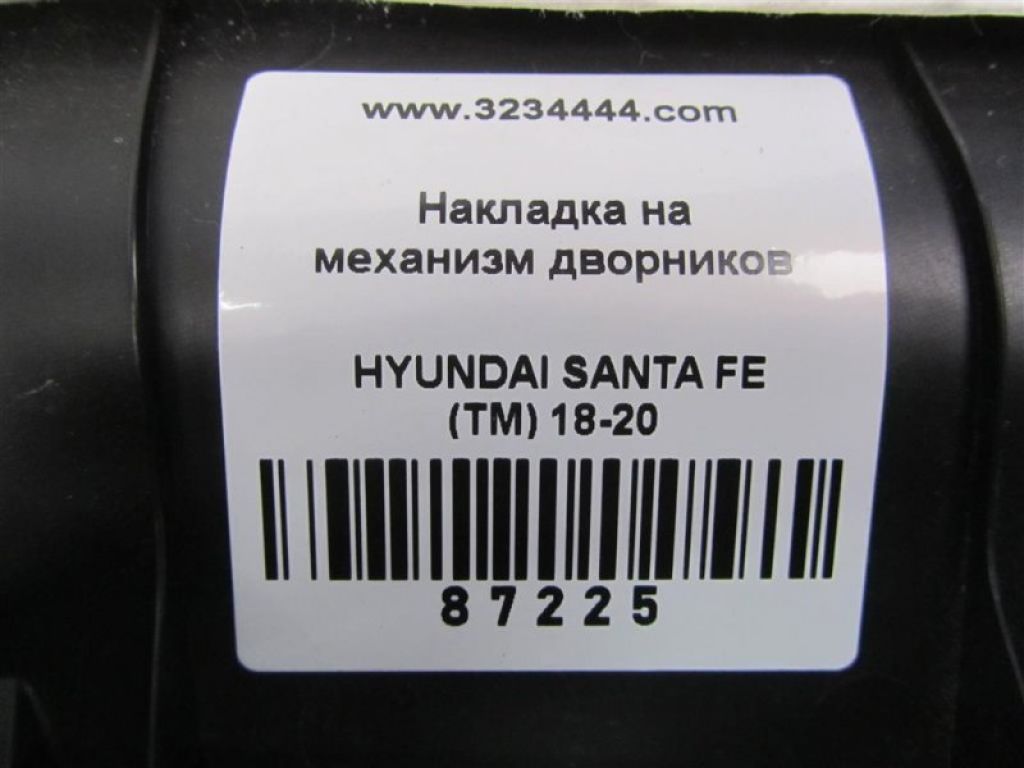 www.3234444.com
Накладка на
механизм дворников
HYUNDAI SANTA FE
(TM) 18-20
87225